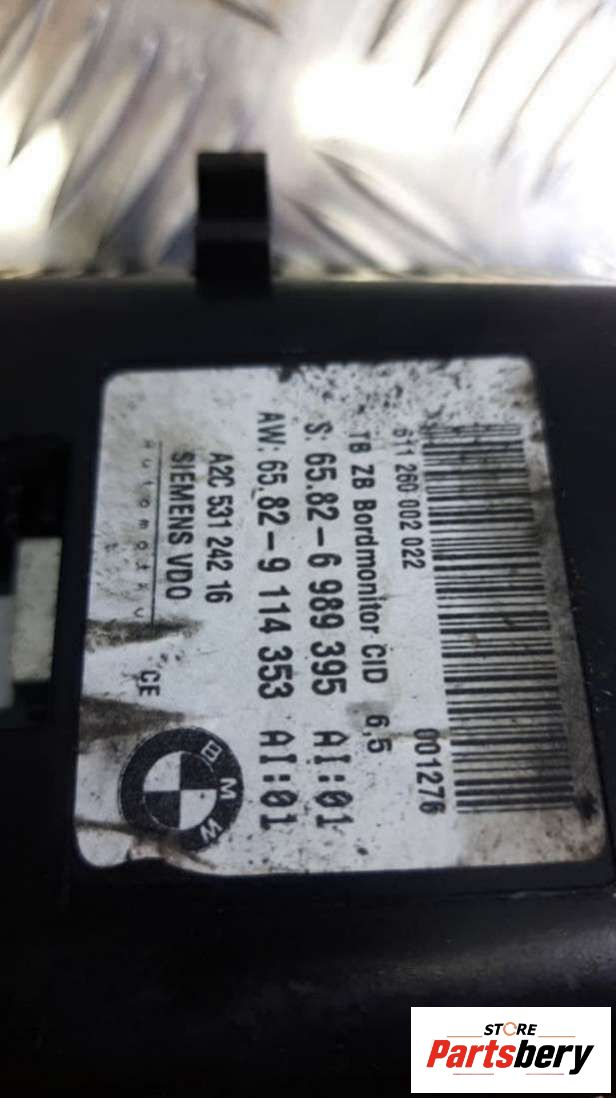 611 260 002 022 001276
TB ZB Bordmonitor CID 6,5
S: 65.82-6 989 395 AI:01
AW: 65.82-9 114 353 AI:01
A2C 531 242 16
SIEMENS VDO
Automotive
CE
BMW
STORE
Partsbery